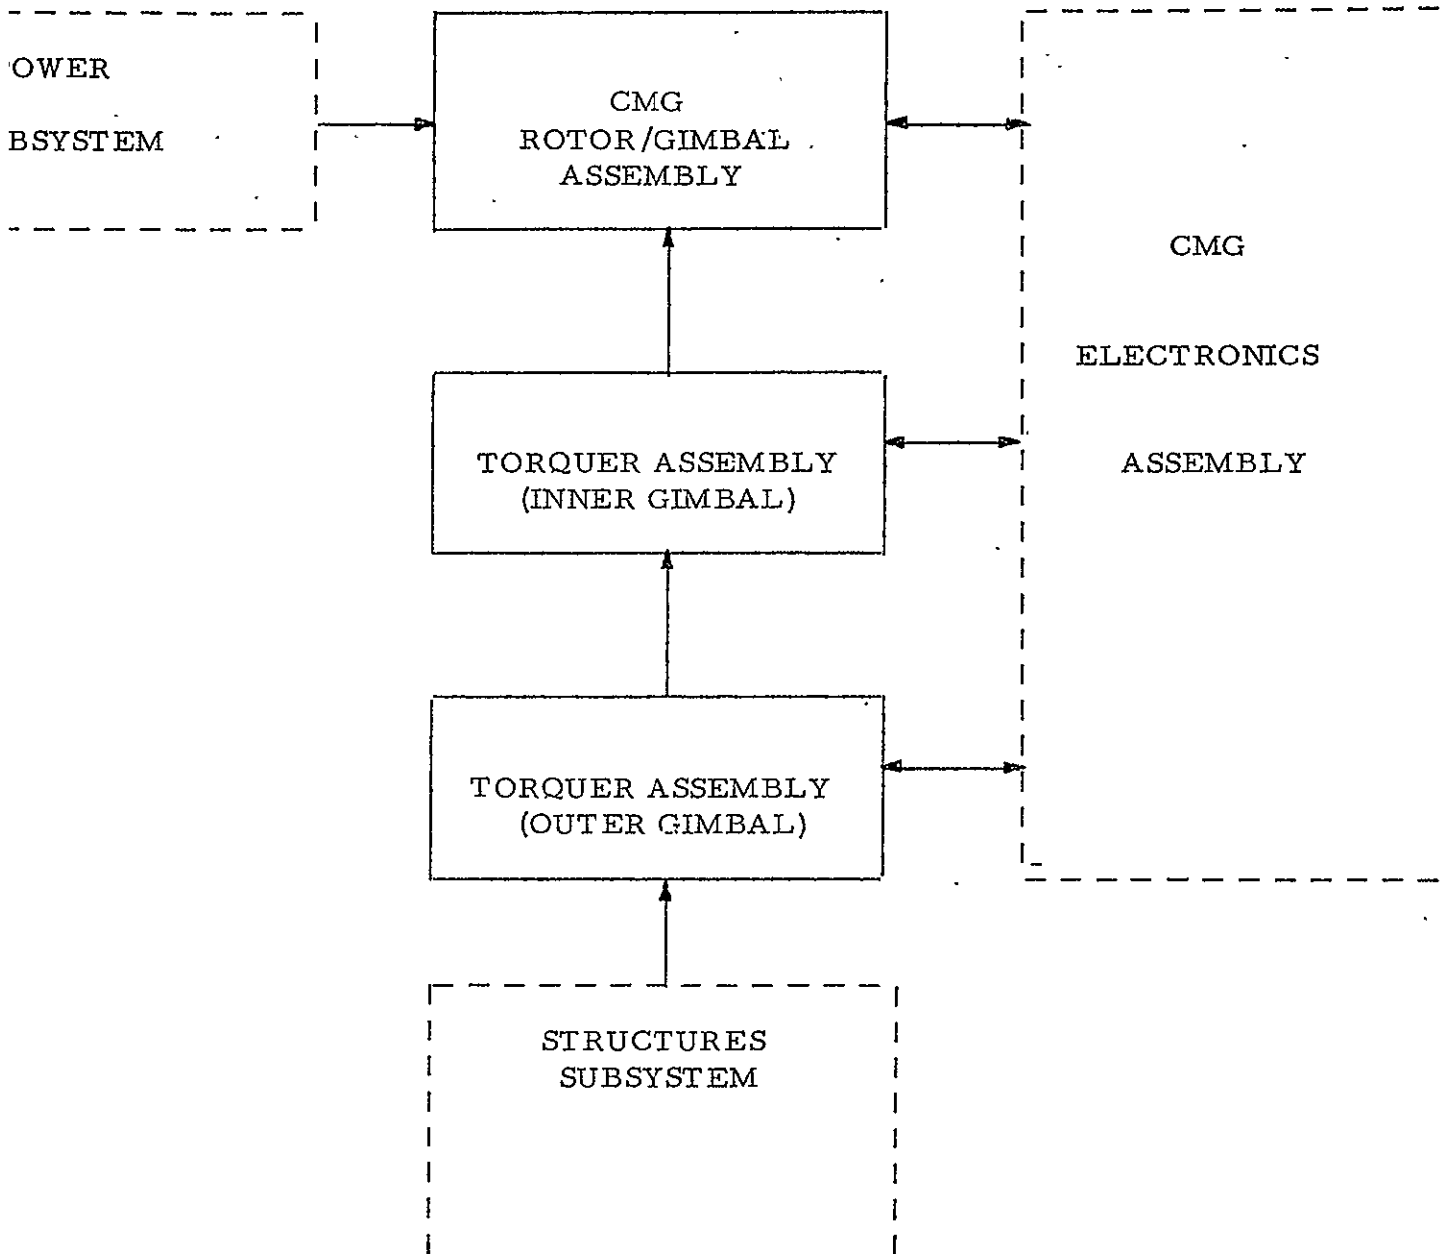 OWER
BSYSTEM
CMG
ROTOR/GIMBAL
ASSEMBLY
CMG
ELECTRONICS
ASSEMBLY
TORQUER ASSEMBLY
(INNER GIMBAL)
TORQUER ASSEMBLY
(OUTER GIMBAL)
STRUCTURES
SUBSYSTEM